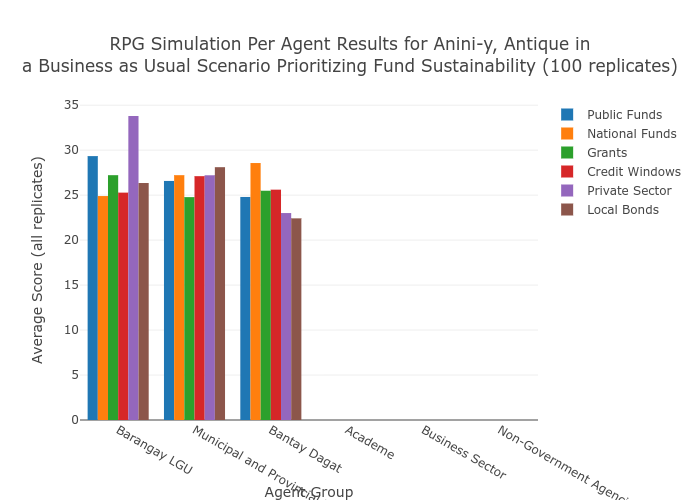 RPG Simulation Per Agent Results for Anini-y, Antique in
a Business as Usual Scenario Prioritizing Fund Sustainability (100 replicates)
35
30
25
20
15
10
5
0
Average Score (all replicates)
Public Funds
National Funds
Grants
Credit Windows
Private Sector
Local Bonds
Barangay LGU
Municipal and
Bantay Dagat
Academe
Business Sector
Non-Government
Agent Group